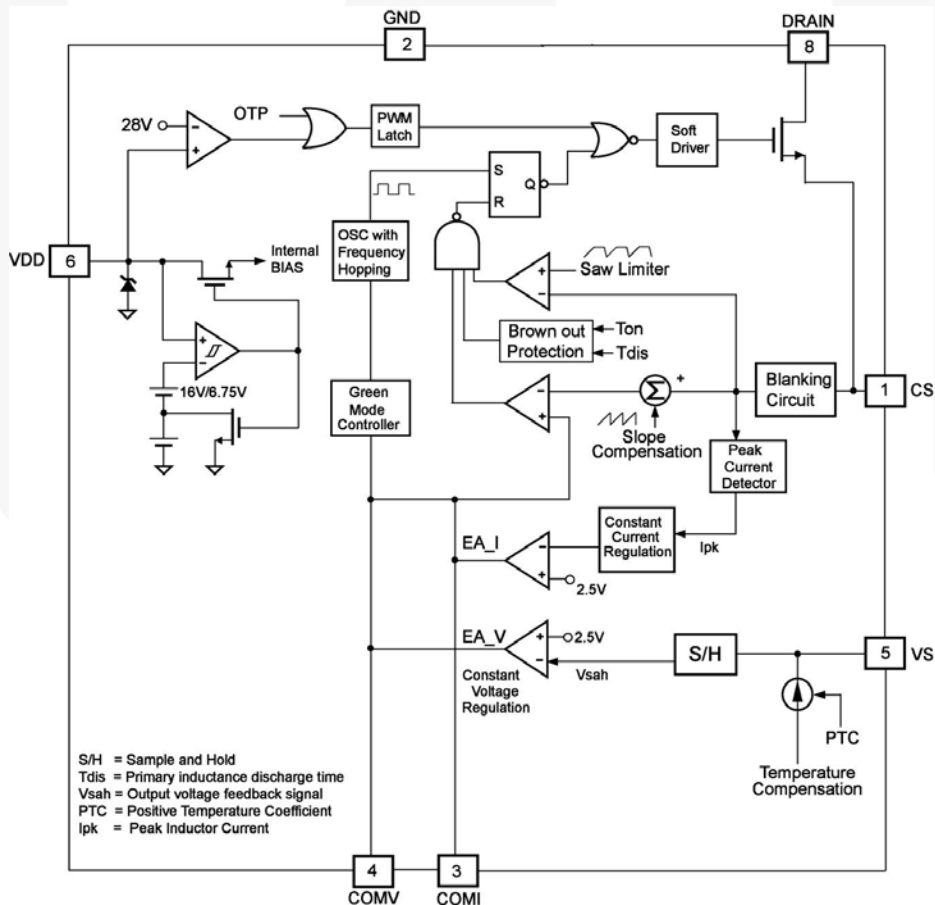 GND
2
DRAIN
8
OTP
28V
−
+
PWM
Latch
Soft
Driver
S
Q
R
OSC with
Frequency
Hopping
VDD
6
Internal
BIAS
+
−
Saw Limiter
Brown out
Protection
Ton
Tdis
+
−
16V/6.75V
Green
Mode
Controller
−
+
Σ
+
Slope
Compensation
Blanking
Circuit
1
CS
Peak
Current
Detector
EA_I
−
+
2.5V
Constant
Current
Regulation
Ipk
EA_V
+
−
2.5V
Constant
Voltage
Regulation
Vsah
S/H
5
VS
PTC
Temperature
Compensation
S/H = Sample and Hold
Tdis = Primary inductance discharge time
Vsah = Output voltage feedback signal
PTC = Positive Temperature Coefficient
Ipk = Peak Inductor Current
4
COMV
3
COMI